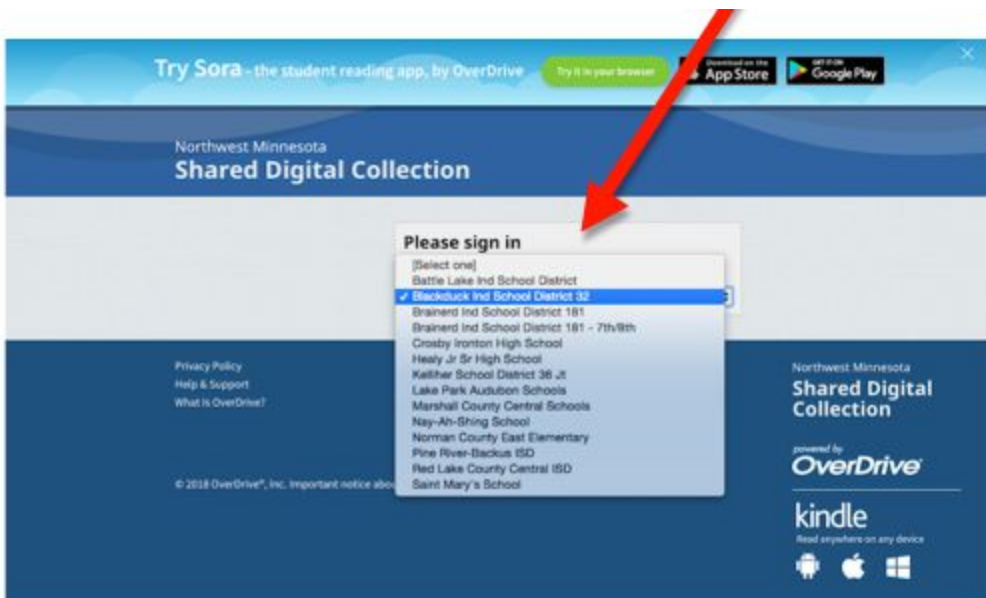 Try Sora - the student reading app, by OverDrive
Try it in your browser
Download on the
App Store
GET IT ON
Google Play
Northwest Minnesota
Shared Digital Collection
Please sign in
[Select one]
Battle Lake Ind School District
✓ Blackduck Ind School District 32
Brainerd Ind School District 181
Brainerd Ind School District 181 - 7th/8th
Crosby Ironton High School
Healy Jr Sr High School
Kelliher School District 36 Jt
Lake Park Audubon Schools
Marshall County Central Schools
Nay-Ah-Shing School
Norman County East Elementary
Pine River-Backus ISD
Red Lake County Central ISD
Saint Mary's School
Privacy Policy
Help & Support
What is OverDrive?
© 2018 OverDrive®, Inc. Important notice abou
Northwest Minnesota
Shared Digital
Collection
powered by
OverDrive
kindle
Read anywhere on any device